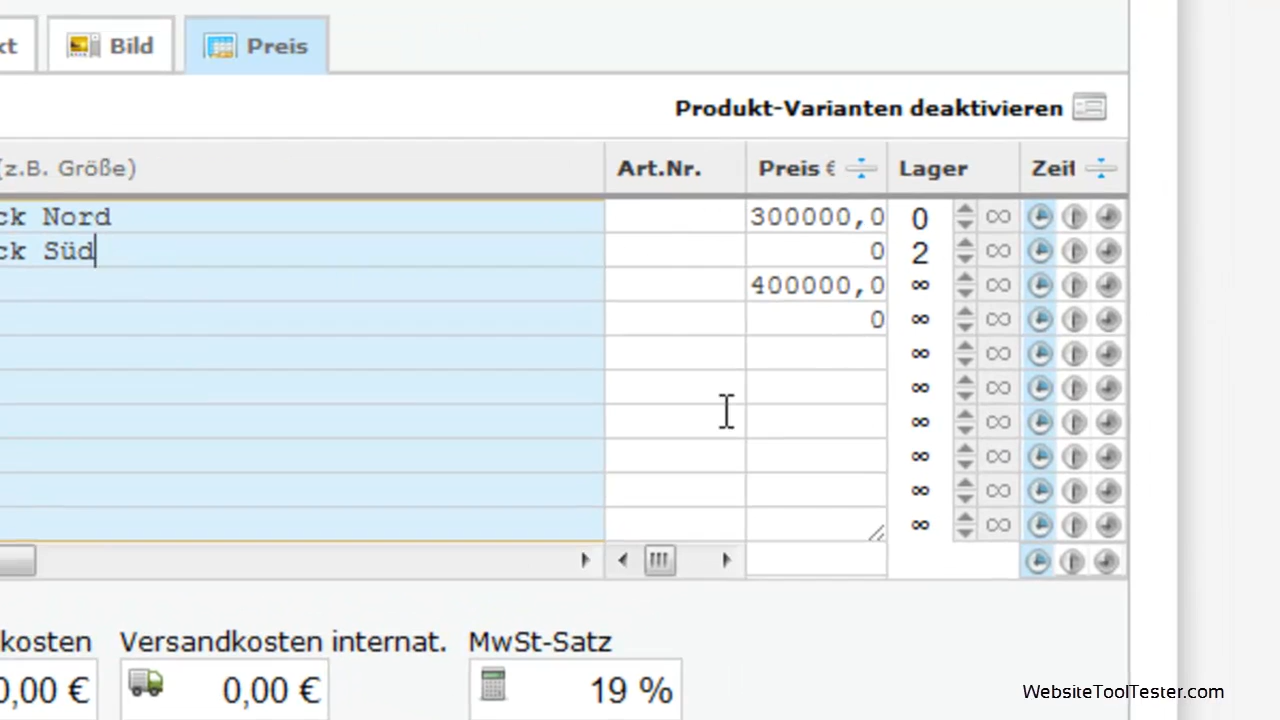 kt Bild Preis
Produkt-Varianten deaktivieren
(z.B. Größe) Art.Nr. Preis € Lager Zeit
ck Nord 300000,0 0 ∞
ck Süd 0 2 ∞
400000,0 ∞ ∞
0 ∞ ∞
∞ ∞
∞ ∞
∞ ∞
∞ ∞
∞ ∞
∞ ∞
kosten Versandkosten internat. MwSt-Satz
0,00 € 0,00 € 19 %
WebsiteToolTester.com